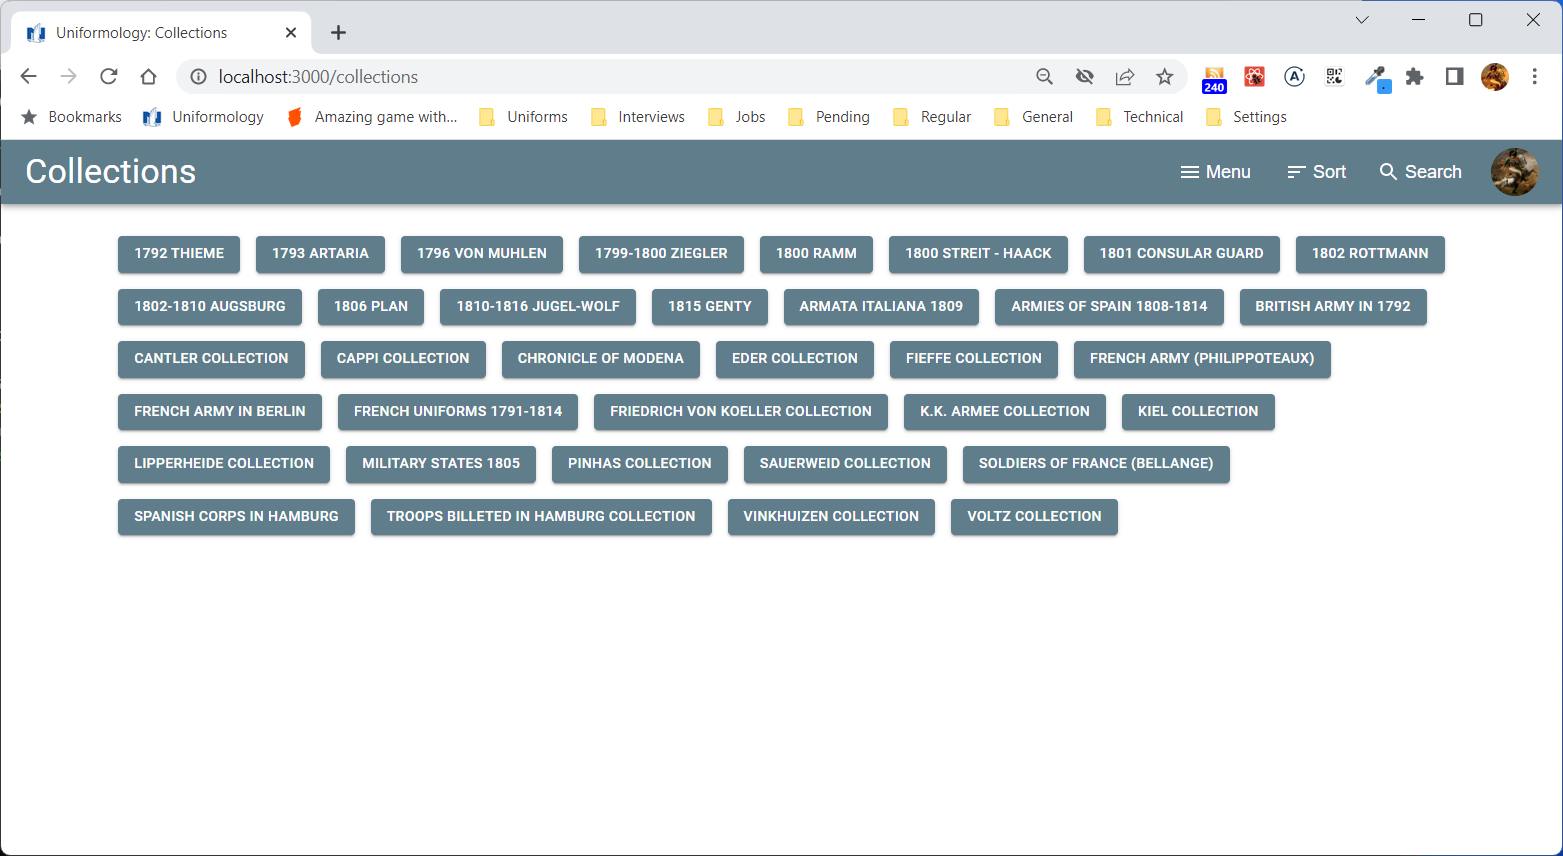 Uniformology: Collections
localhost:3000/collections
240
Bookmarks Uniformology Amazing game with... Uniforms Interviews Jobs Pending Regular General Technical Settings
Collections Menu Sort Search
1792 THIEME 1793 ARTARIA 1796 VON MUHLEN 1799-1800 ZIEGLER 1800 RAMM 1800 STREIT - HAACK 1801 CONSULAR GUARD 1802 ROTTMANN
1802-1810 AUGSBURG 1806 PLAN 1810-1816 JUGEL-WOLF 1815 GENTY ARMATA ITALIANA 1809 ARMIES OF SPAIN 1808-1814 BRITISH ARMY IN 1792
CANTLER COLLECTION CAPPI COLLECTION CHRONICLE OF MODENA EDER COLLECTION FIEFFE COLLECTION FRENCH ARMY (PHILIPPOTEAUX)
FRENCH ARMY IN BERLIN FRENCH UNIFORMS 1791-1814 FRIEDRICH VON KOELLER COLLECTION K.K. ARMEE COLLECTION KIEL COLLECTION
LIPPERHEIDE COLLECTION MILITARY STATES 1805 PINHAS COLLECTION SAUERWEID COLLECTION SOLDIERS OF FRANCE (BELLANGE)
SPANISH CORPS IN HAMBURG TROOPS BILLETED IN HAMBURG COLLECTION VINKHUIZEN COLLECTION VOLTZ COLLECTION